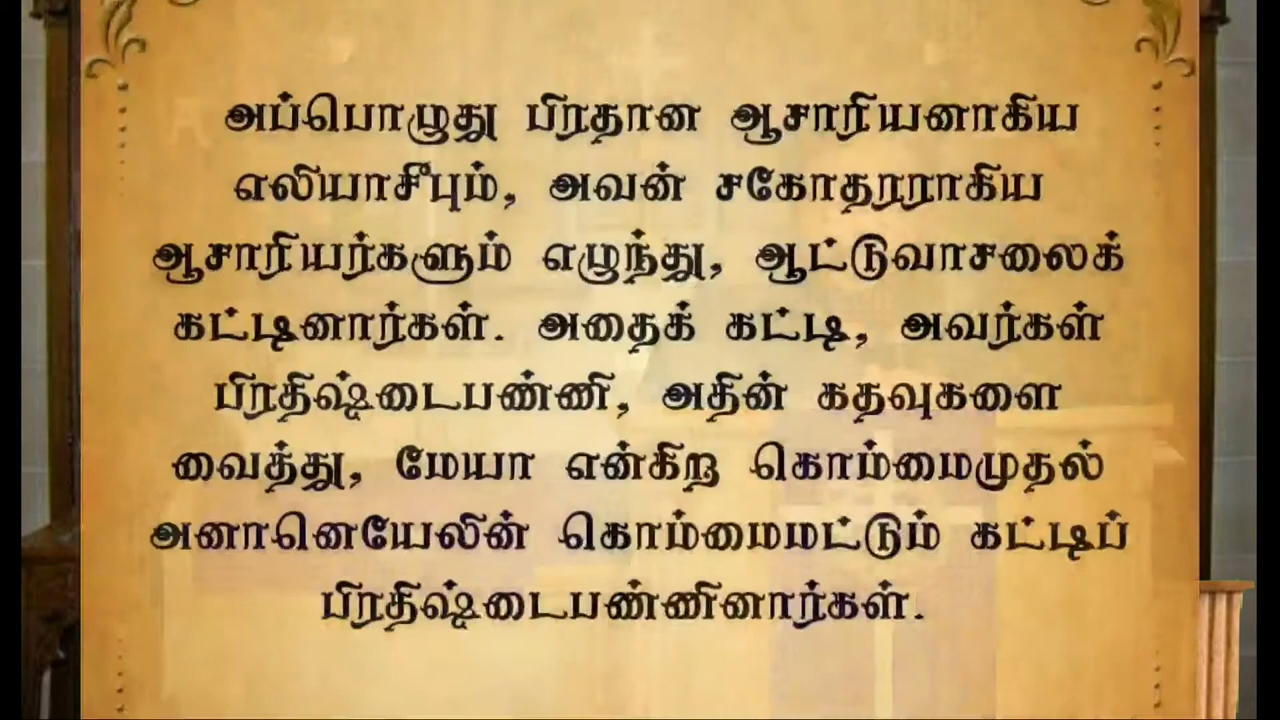 அப்பொழுது பிரதான ஆசாரியனாகிய
எலியாசீபும், அவன் சகோதரராகிய
ஆசாரியர்களும் எழுந்து, ஆட்டுவாசலைக்
கட்டினார்கள். அதைக் கட்டி, அவர்கள்
பிரதிஷ்டைபண்ணி, அதின் கதவுகளை
வைத்து, மேயா என்கிற கொம்மைமுதல்
அனானெயேலின் கொம்மைமட்டும் கட்டிப்
பிரதிஷ்டைபண்ணினார்கள்.